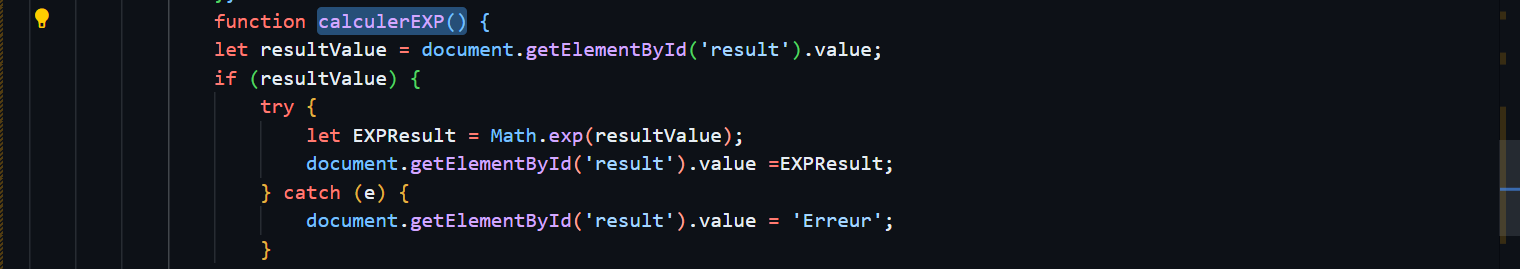 function calculerEXP() {
let resultValue = document.getElementById('result').value;
if (resultValue) {
try {
let EXPResult = Math.exp(resultValue);
document.getElementById('result').value =EXPResult;
} catch (e) {
document.getElementById('result').value = 'Erreur';
}